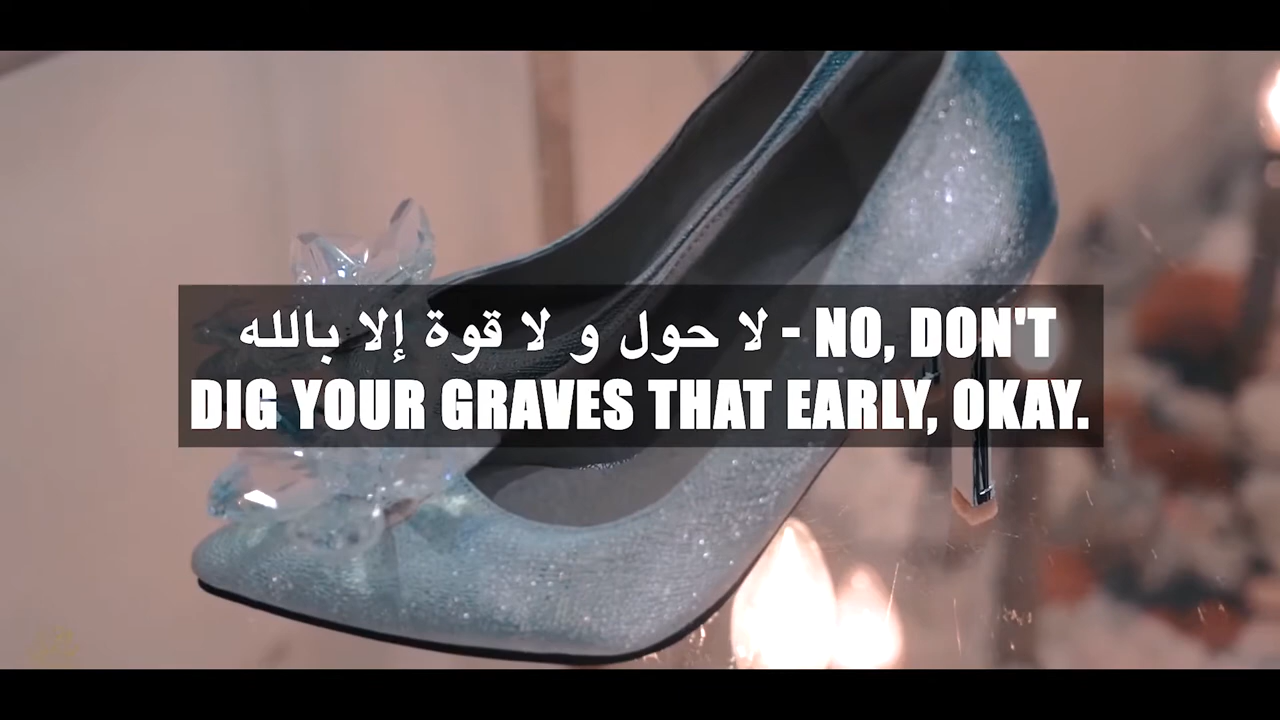 لا حول و لا قوة إلا بالله - NO, DON'T
DIG YOUR GRAVES THAT EARLY, OKAY.